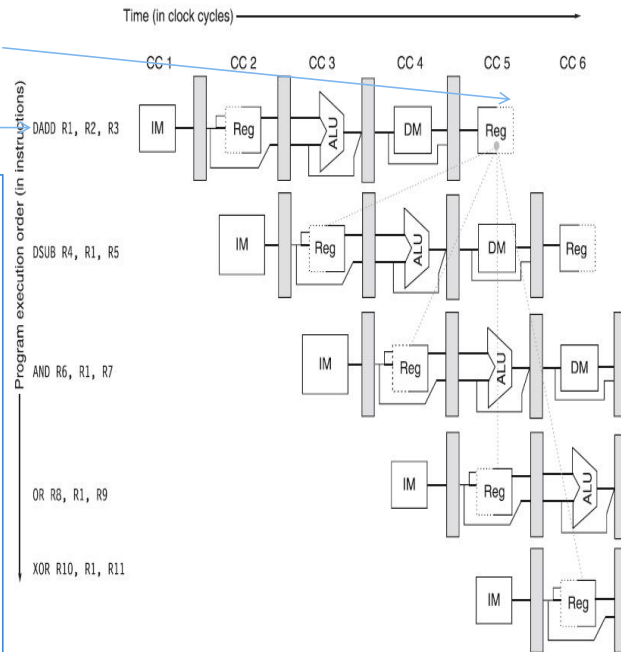 Time (in clock cycles)
CC 1 CC 2 CC 3 CC 4 CC 5 CC 6
Program execution order (in instructions)
DADD R1, R2, R3 IM Reg ALU DM Reg
DSUB R4, R1, R5 IM Reg ALU DM Reg
AND R6, R1, R7 IM Reg ALU DM
OR R8, R1, R9 IM Reg ALU
XOR R10, R1, R11 IM Reg